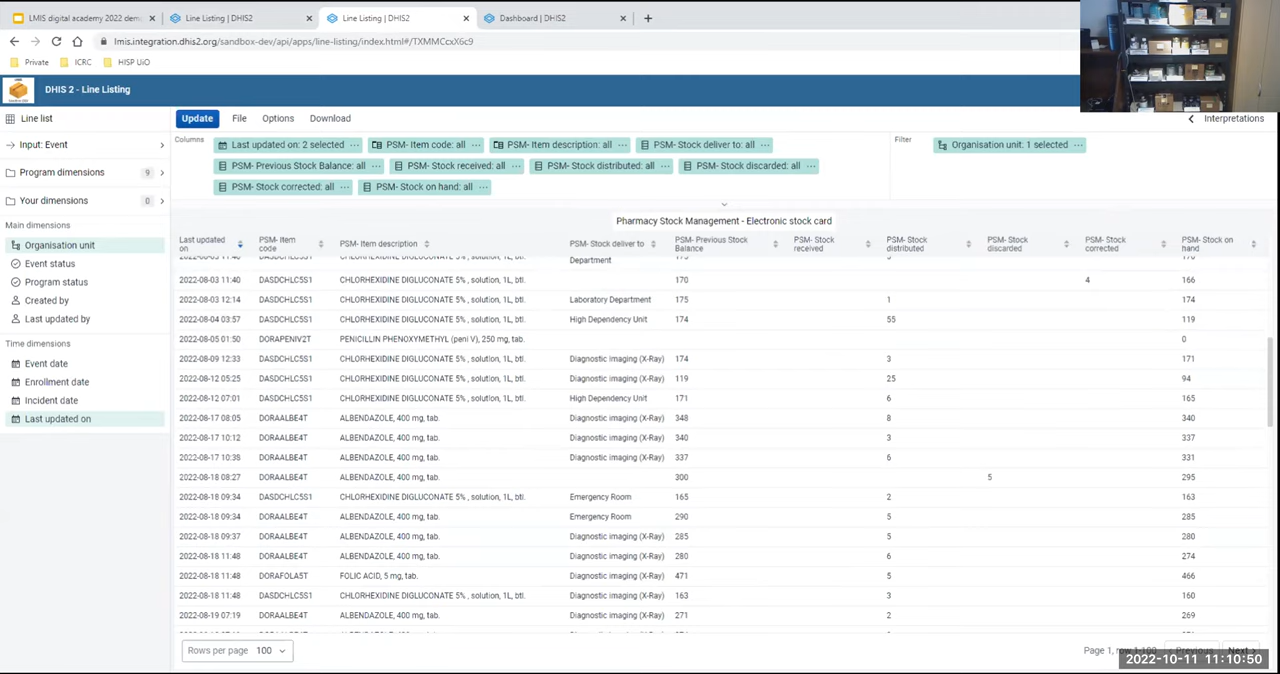 LMIS digital academy 2022 dem
Line Listing | DHIS2
Line Listing | DHIS2
Dashboard | DHIS2
lmis.integration.dhis2.org/sandbox-dev/api/apps/line-listing/index.html#/TXMMCcxX6c9
Private ICRC HISP UiO
DHIS 2 - Line Listing
Line list
Update File Options Download
Interpretations
Input: Event
Program dimensions 9
Your dimensions 0
Main dimensions
Organisation unit
Event status
Program status
Created by
Last updated by
Time dimensions
Event date
Enrollment date
Incident date
Last updated on
Columns
Last updated on: 2 selected ··· PSM- Item code: all ··· PSM- Item description: all ··· PSM- Stock deliver to: all ···
PSM- Previous Stock Balance: all ··· PSM- Stock received: all ··· PSM- Stock distributed: all ··· PSM- Stock discarded: all ···
PSM- Stock corrected: all ··· PSM- Stock on hand: all ···
Filter
Organisation unit: 1 selected ···
Pharmacy Stock Management - Electronic stock card
Last updated on PSM- Item code PSM- Item description PSM- Stock deliver to PSM- Previous Stock Balance PSM- Stock received PSM- Stock distributed PSM- Stock discarded PSM- Stock corrected PSM- Stock on hand
Department
2022-08-03 11:40 DASDCHLC5S1 CHLORHEXIDINE DIGLUCONATE 5% , solution, 1L, btl. 170 4 166
2022-08-03 12:14 DASDCHLC5S1 CHLORHEXIDINE DIGLUCONATE 5% , solution, 1L, btl. Laboratory Department 175 1 174
2022-08-04 03:57 DASDCHLC5S1 CHLORHEXIDINE DIGLUCONATE 5% , solution, 1L, btl. High Dependency Unit 174 55 119
2022-08-05 01:50 DORAPENIV2T PENICILLIN PHENOXYMETHYL (peni V), 250 mg, tab. 0
2022-08-09 12:33 DASDCHLC5S1 CHLORHEXIDINE DIGLUCONATE 5% , solution, 1L, btl. Diagnostic imaging (X-Ray) 174 3 171
2022-08-12 05:25 DASDCHLC5S1 CHLORHEXIDINE DIGLUCONATE 5% , solution, 1L, btl. Diagnostic imaging (X-Ray) 119 25 94
2022-08-12 07:01 DASDCHLC5S1 CHLORHEXIDINE DIGLUCONATE 5% , solution, 1L, btl. High Dependency Unit 171 6 165
2022-08-17 08:05 DORAALBE4T ALBENDAZOLE, 400 mg, tab. Diagnostic imaging (X-Ray) 348 8 340
2022-08-17 10:12 DORAALBE4T ALBENDAZOLE, 400 mg, tab. Diagnostic imaging (X-Ray) 340 3 337
2022-08-17 10:38 DORAALBE4T ALBENDAZOLE, 400 mg, tab. Diagnostic imaging (X-Ray) 337 6 331
2022-08-18 08:27 DORAALBE4T ALBENDAZOLE, 400 mg, tab. 300 5 295
2022-08-18 09:34 DASDCHLC5S1 CHLORHEXIDINE DIGLUCONATE 5% , solution, 1L, btl. Emergency Room 165 2 163
2022-08-18 09:34 DORAALBE4T ALBENDAZOLE, 400 mg, tab. Emergency Room 290 5 285
2022-08-18 09:37 DORAALBE4T ALBENDAZOLE, 400 mg, tab. Diagnostic imaging (X-Ray) 285 5 280
2022-08-18 11:48 DORAALBE4T ALBENDAZOLE, 400 mg, tab. Diagnostic imaging (X-Ray) 280 6 274
2022-08-18 11:48 DORAFOLA5T FOLIC ACID, 5 mg, tab. Diagnostic imaging (X-Ray) 471 5 466
2022-08-18 11:48 DASDCHLC5S1 CHLORHEXIDINE DIGLUCONATE 5% , solution, 1L, btl. Diagnostic imaging (X-Ray) 163 3 160
2022-08-19 07:19 DORAALBE4T ALBENDAZOLE, 400 mg, tab. Diagnostic imaging (X-Ray) 271 2 269
Rows per page 100
Page 1, row 1-100 Previous Next
2022-10-11 11:10:50